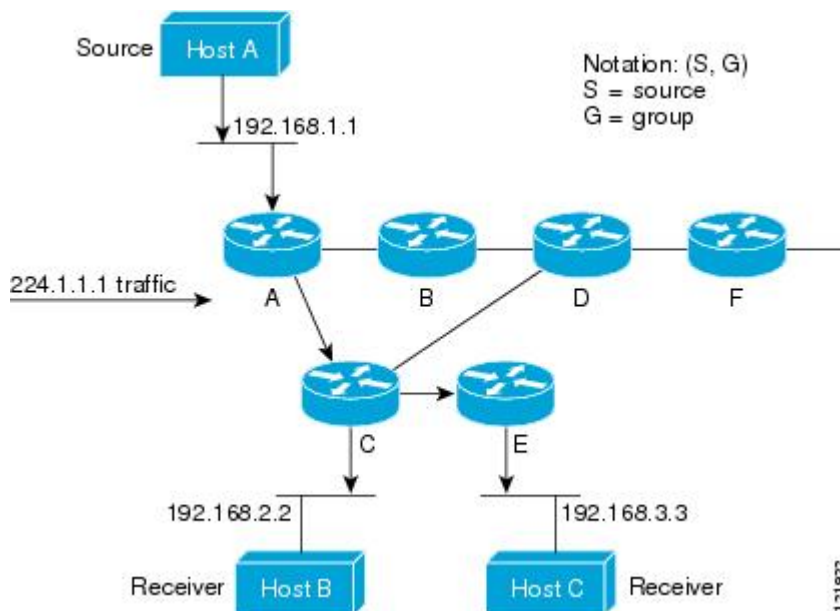 Source
Host A
Notation: (S, G)
S = source
G = group
192.168.1.1
224.1.1.1 traffic
A
B
D
F
C
E
192.168.2.2
192.168.3.3
Receiver
Host B
Host C
Receiver